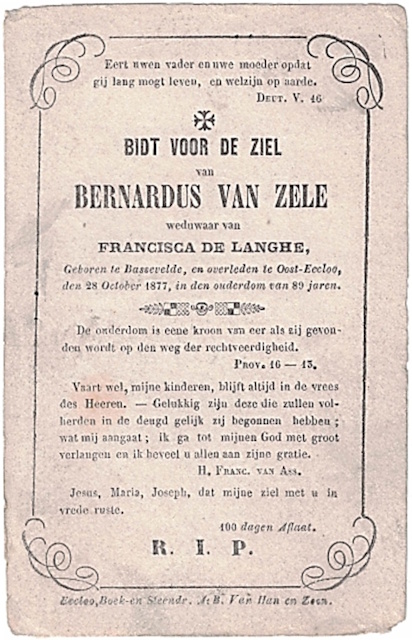 Eert uwen vader en uwe moeder opdat
gij lang mogt leven, en welzijn op aarde.
Deut. V. 16
BIDT VOOR DE ZIEL
van
BERNARDUS VAN ZELE
weduwaar van
FRANCISCA DE LANGHE,
Geboren te Bassevelde, en overleden te Oost-Eecloo,
den 28 October 1877, in den ouderdom van 89 jaren.
De ouderdom is eene kroon van eer als zij gevon-
den wordt op den weg der rechtveerdigheid.
Prov. 16 — 15.
Vaart wel, mijne kinderen, blijft altijd in de vrees
des Heeren. — Gelukkig zijn deze die zullen vol-
herden in de deugd gelijk zij begonnen hebben ;
wat mij aangaat ; ik ga tot mijnen God met groot
verlangen en ik beveel u allen aan zijne gratie.
H. Franc. van Ass.
Jesus, Maria, Joseph, dat mijne ziel met u in
vrede ruste.
100 dagen Aflaat.
R. I. P.
Eecloo, Boek-en Steendr. A. B. Van Han en Zoon.